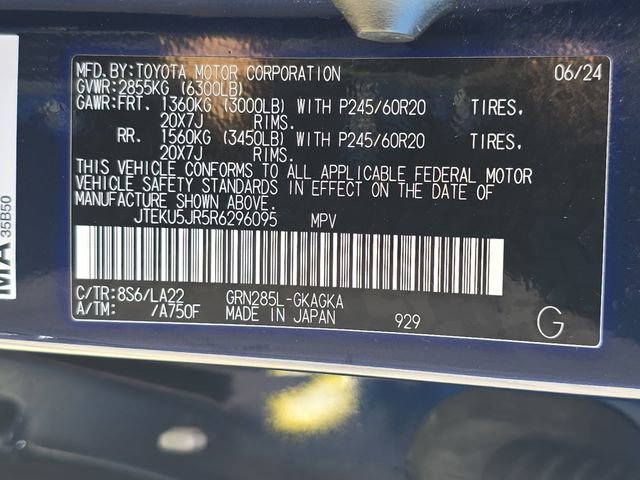 MFD.BY:TOYOTA MOTOR CORPORATION 06/24
GVWR:2855KG (6300LB)
GAWR:FRT. 1360KG (3000LB) WITH P245/60R20 TIRES.
20X7J RIMS.
RR. 1560KG (3450LB) WITH P245/60R20 TIRES.
20X7J RIMS.
THIS VEHICLE CONFORMS TO ALL APPLICABLE FEDERAL MOTOR
VEHICLE SAFETY STANDARDS IN EFFECT ON THE DATE OF
MANUFACTURE SHOWN ABOVE.
JTEKU5JR5R6296095 MPV
C/TR:8S6/LA22 GRN285L-GKAGKA
A/TM: /A750F MADE IN JAPAN 929 G
MA
35B50